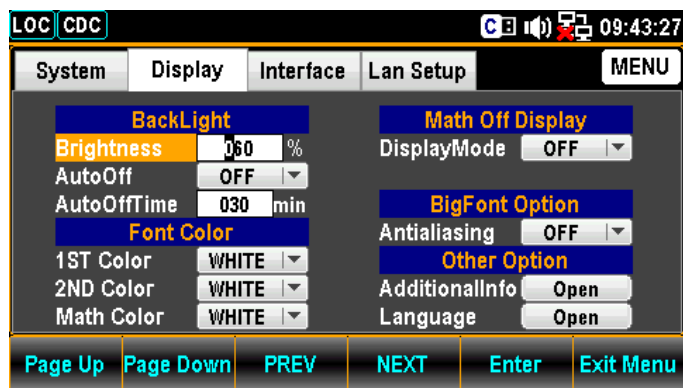 LOC CDC C 09:43:27
System Display Interface Lan Setup MENU
BackLight
Brightness 060 %
AutoOff OFF
AutoOffTime 030 min
Font Color
1ST Color WHITE
2ND Color WHITE
Math Color WHITE
Math Off Display
DisplayMode OFF
BigFont Option
Antialiasing OFF
Other Option
AdditionalInfo Open
Language Open
Page Up Page Down PREV NEXT Enter Exit Menu